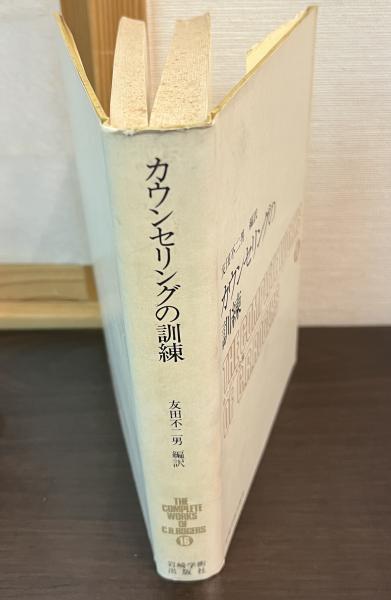 カウンセリングの訓練
友田不二男 編訳
THE
COMPLETE
WORKS
OF
C.R.ROGERS
16
岩崎学術
出版社
友田不二男 編訳
カウンセリングの
訓練